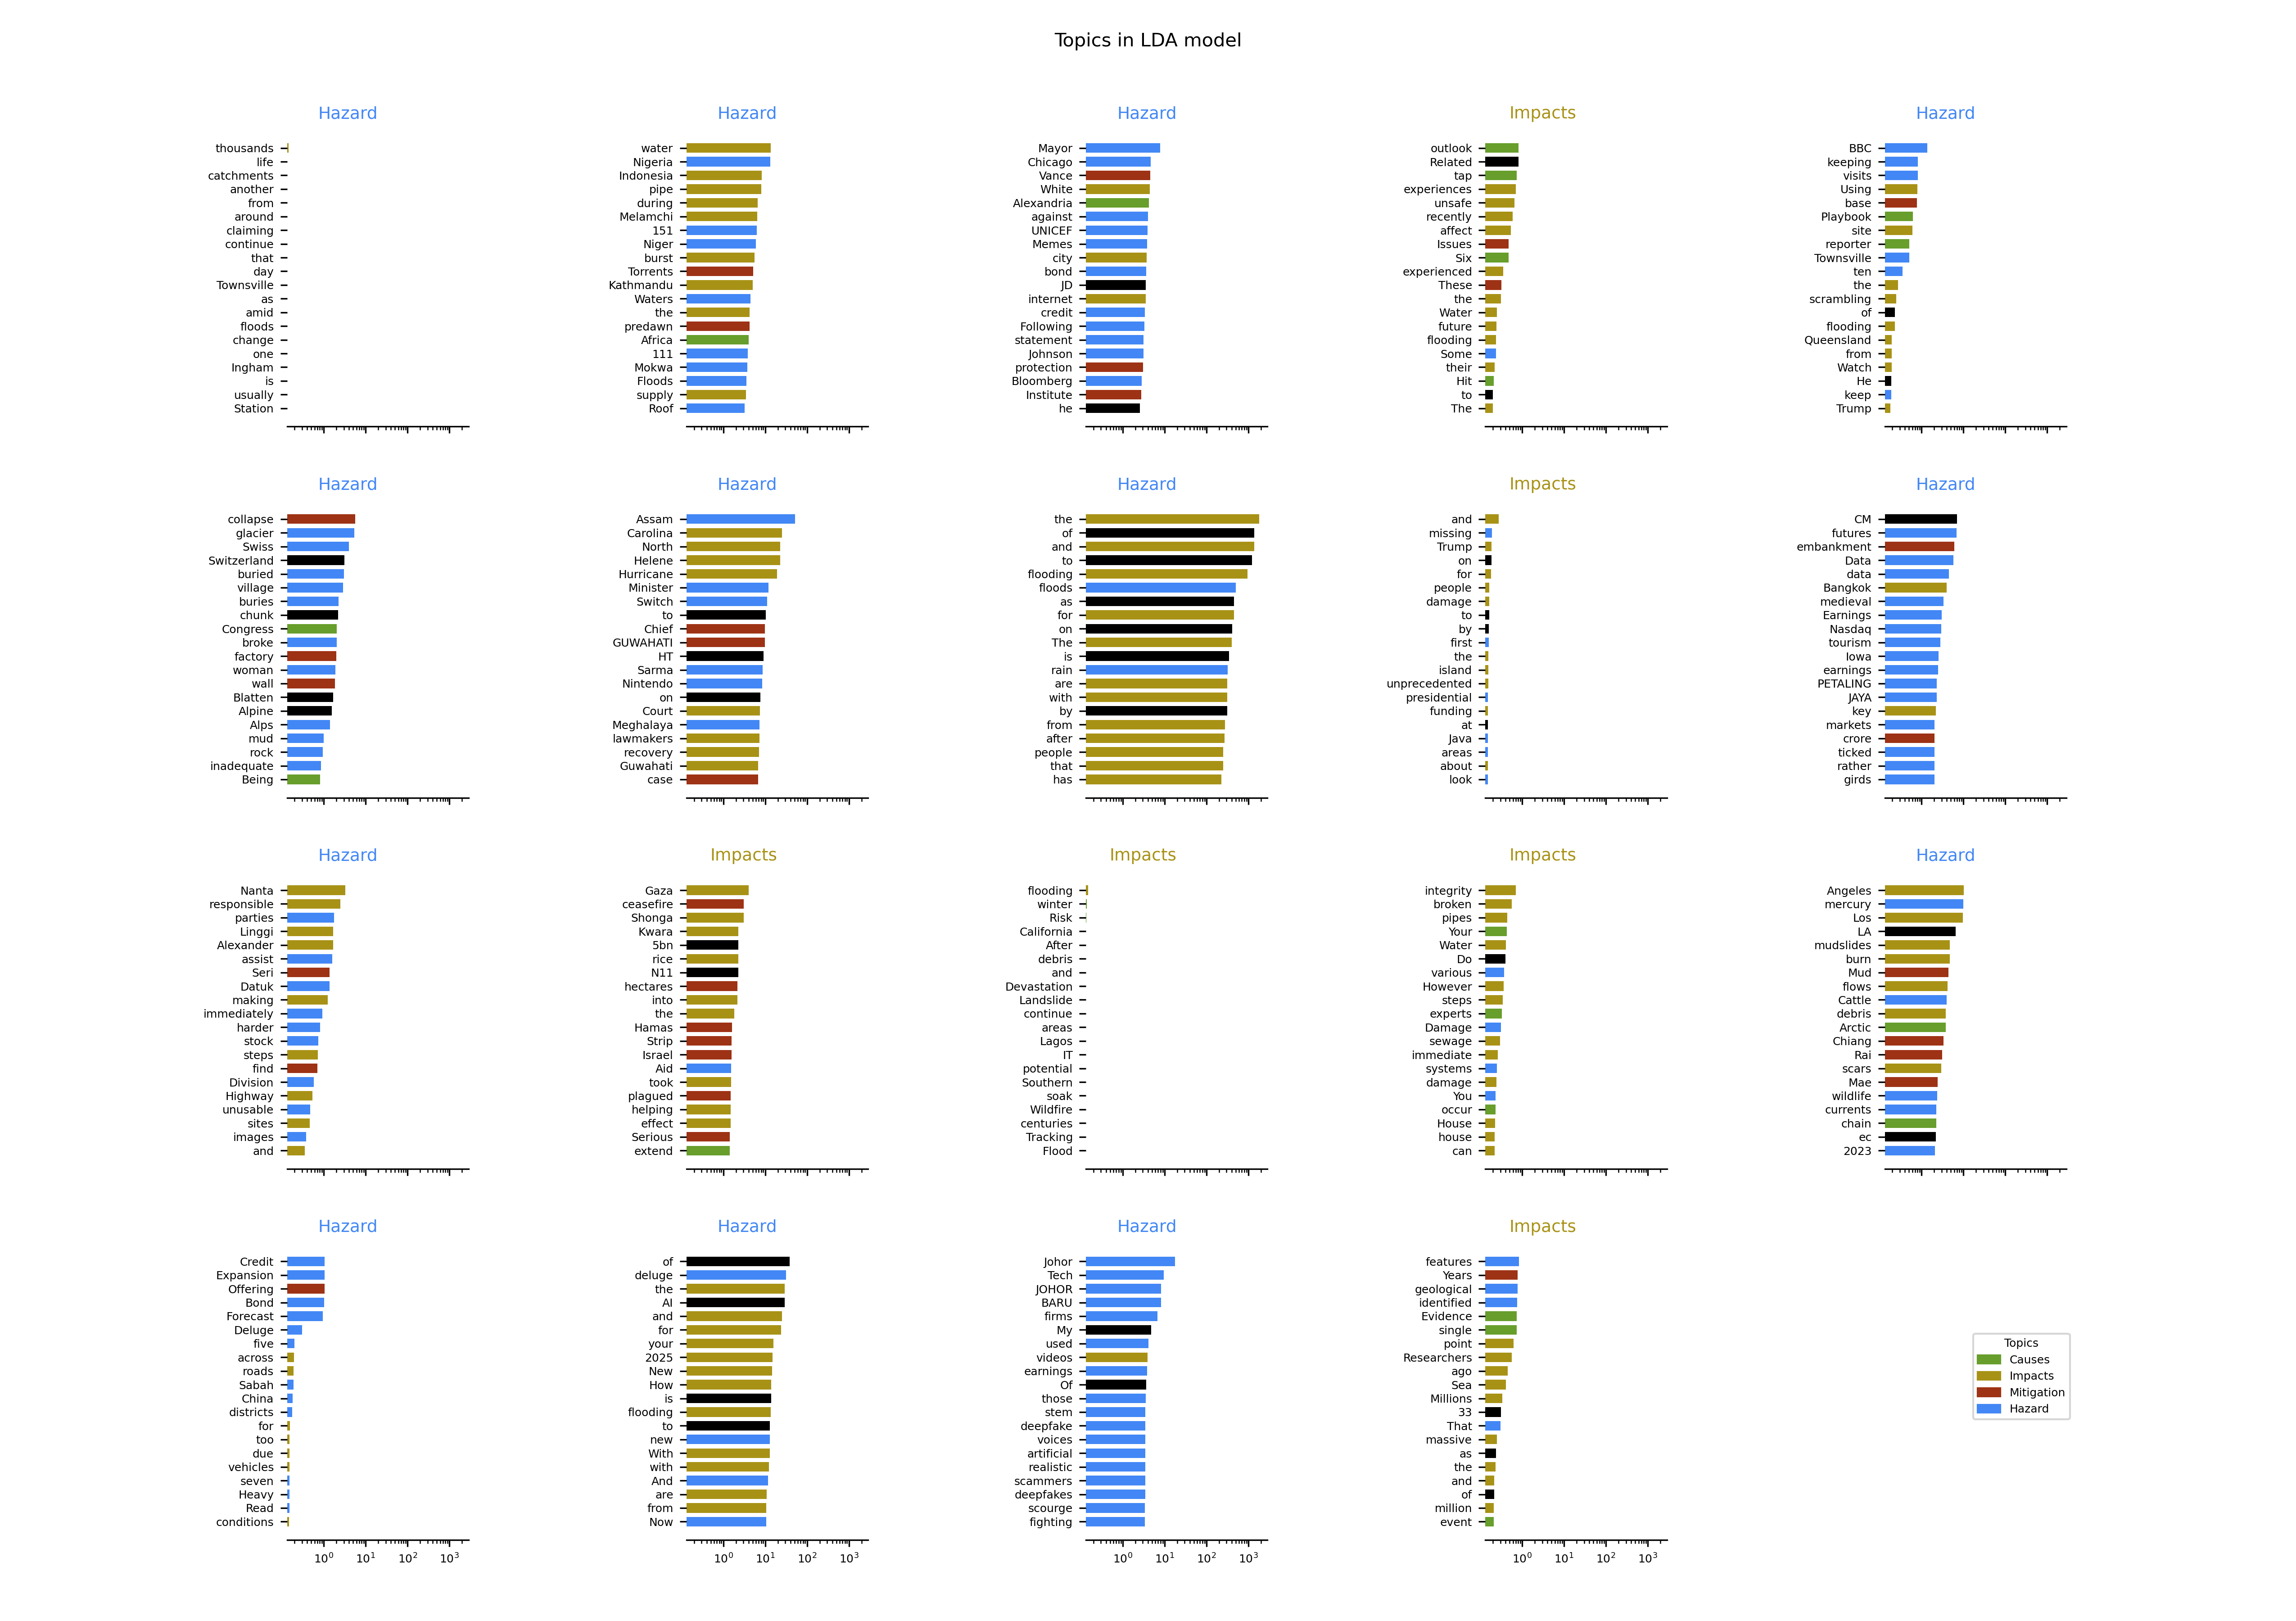 Topics in LDA model
Hazard
thousands
life
catchments
another
from
around
claiming
continue
that
day
Townsville
as
amid
floods
change
one
Ingham
is
usually
Station
Hazard
water
Nigeria
Indonesia
pipe
during
Melamchi
151
Niger
burst
Torrents
Kathmandu
Waters
the
predawn
Africa
111
Mokwa
Floods
supply
Roof
Hazard
Mayor
Chicago
Vance
White
Alexandria
against
UNICEF
Memes
city
bond
JD
internet
credit
Following
statement
Johnson
protection
Bloomberg
Institute
he
Impacts
outlook
Related
tap
experiences
unsafe
recently
affect
Issues
Six
experienced
These
the
Water
future
flooding
Some
their
Hit
to
The
Hazard
BBC
keeping
visits
Using
base
Playbook
site
reporter
Townsville
ten
the
scrambling
of
flooding
Queensland
from
Watch
He
keep
Trump
Hazard
collapse
glacier
Swiss
Switzerland
buried
village
buries
chunk
Congress
broke
factory
woman
wall
Blatten
Alpine
Alps
mud
rock
inadequate
Being
Hazard
Assam
Carolina
North
Helene
Hurricane
Minister
Switch
to
Chief
GUWAHATI
HT
Sarma
Nintendo
on
Court
Meghalaya
lawmakers
recovery
Guwahati
case
Hazard
the
of
and
to
flooding
floods
as
for
on
The
is
rain
are
with
by
from
after
people
that
has
Impacts
and
missing
Trump
on
for
people
damage
to
by
first
the
island
unprecedented
presidential
funding
at
Java
areas
about
look
Hazard
CM
futures
embankment
Data
data
Bangkok
medieval
Earnings
Nasdaq
tourism
Iowa
earnings
PETALING
JAYA
key
markets
crore
ticked
rather
girds
Hazard
Nanta
responsible
parties
Linggi
Alexander
assist
Seri
Datuk
making
immediately
harder
stock
steps
find
Division
Highway
unusable
sites
images
and
Impacts
Gaza
ceasefire
Shonga
Kwara
5bn
rice
N11
hectares
into
the
Hamas
Strip
Israel
Aid
took
plagued
helping
effect
Serious
extend
Impacts
flooding
winter
Risk
California
After
debris
and
Devastation
Landslide
continue
areas
Lagos
IT
potential
Southern
soak
Wildfire
centuries
Tracking
Flood
Impacts
integrity
broken
pipes
Your
Water
Do
various
However
steps
experts
Damage
sewage
immediate
systems
damage
You
occur
House
house
can
Hazard
Angeles
mercury
Los
LA
mudslides
burn
Mud
flows
Cattle
debris
Arctic
Chiang
Rai
scars
Mae
wildlife
currents
chain
ec
2023
Hazard
Credit
Expansion
Offering
Bond
Forecast
Deluge
five
across
roads
Sabah
China
districts
for
too
due
vehicles
seven
Heavy
Read
conditions
10⁰ 10¹ 10² 10³
Hazard
of
deluge
the
AI
and
for
your
2025
New
How
is
flooding
to
new
With
with
And
are
from
Now
10⁰ 10¹ 10² 10³
Hazard
Johor
Tech
JOHOR
BARU
firms
My
used
videos
earnings
Of
those
stem
deepfake
voices
artificial
realistic
scammers
deepfakes
scourge
fighting
10⁰ 10¹ 10² 10³
Impacts
features
Years
geological
identified
Evidence
single
point
Researchers
ago
Sea
Millions
33
That
massive
as
the
and
of
million
event
10⁰ 10¹ 10² 10³
Topics
Causes
Impacts
Mitigation
Hazard